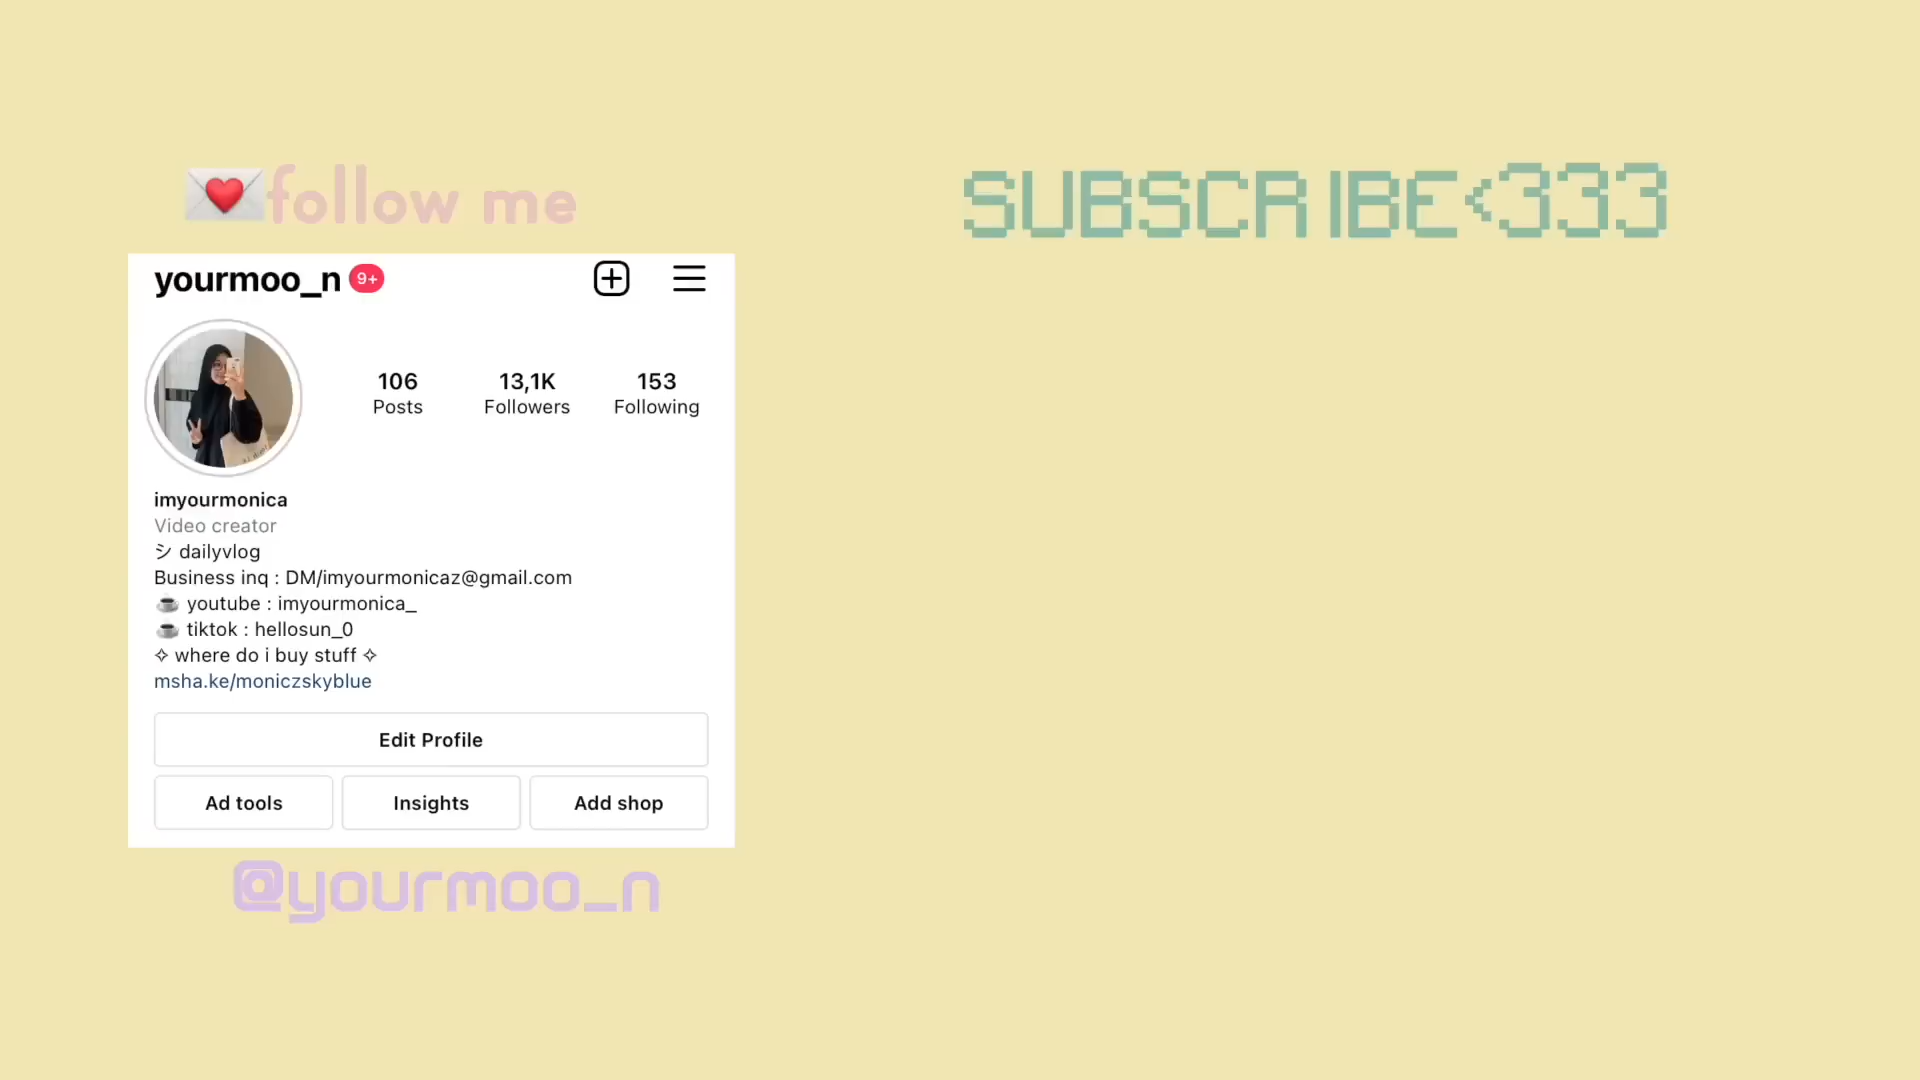 follow me
SUBSCRIBE<333
yourmoo_n 9+
106 13,1K 153
Posts Followers Following
imyourmonica
Video creator
シ dailyvlog
Business inq : DM/imyourmonicaz@gmail.com
☕ youtube : imyourmonica_
☕ tiktok : hellosun_0
✧ where do i buy stuff ✧
msha.ke/moniczskyblue
Edit Profile
Ad tools Insights Add shop
@yourmoo_n